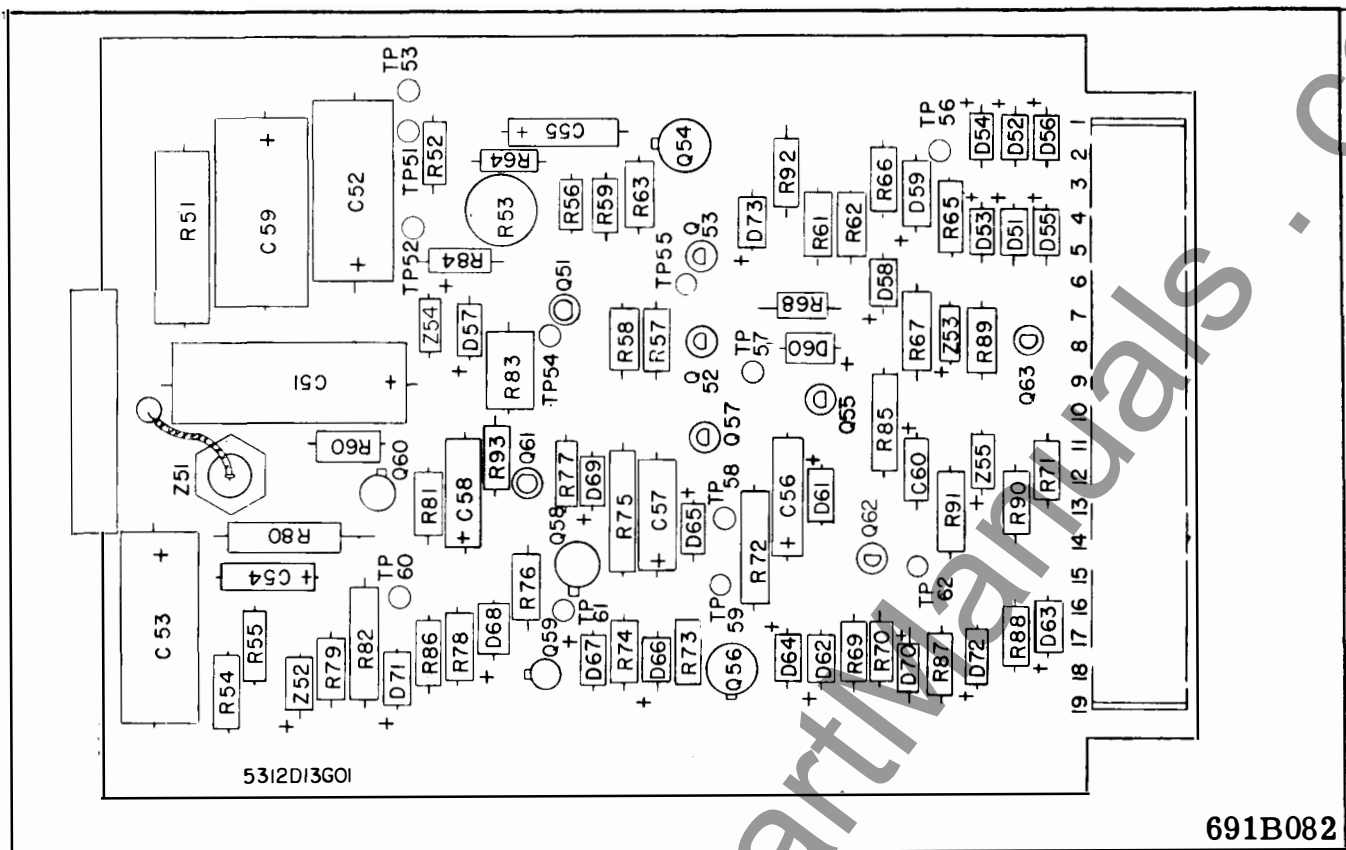 TP 53
TP51
TP52
R51
C59
+
C52
+
R52
R64
+ C55
Q54
R53
R56
R59
R63
R84
Q 53
TP55
D73
+
R92
R61
R62
R66
D59
+
TP 56
R65
D54
+
D52
+
D56
+
D53
D51
D55
1
2
3
4
5
6
7
8
9
10
11
12
13
14
15
16
17
18
19
Z54
+
D57
+
Q51
TP54
R83
R58
R57
Q 52
TP 57
R68
D60
+
D58
+
R67
Z53
+
R89
Q63
C51
+
Z51
R60
Q60
R81
C58
+
R93
Q61
R77
D69
+
R75
C57
+
D65
+
Q57
TP 58
R72
C56
+
D61
+
Q55
R85
C60
+
R91
Z55
+
R90
R71
Q62
TP 62
C53
+
R80
+ C54
R55
R54
Z52
+
R79
R82
TP 60
D71
+
R86
R78
D68
+
R76
Q58
Q59
TP 61
+
D67
R74
D66
+
R73
TP 59
Q56
D64
+
D62
+
R69
R70
D70
+
R87
D72
+
R88
D63
+
5312D13G01
691B082
artManuals . c